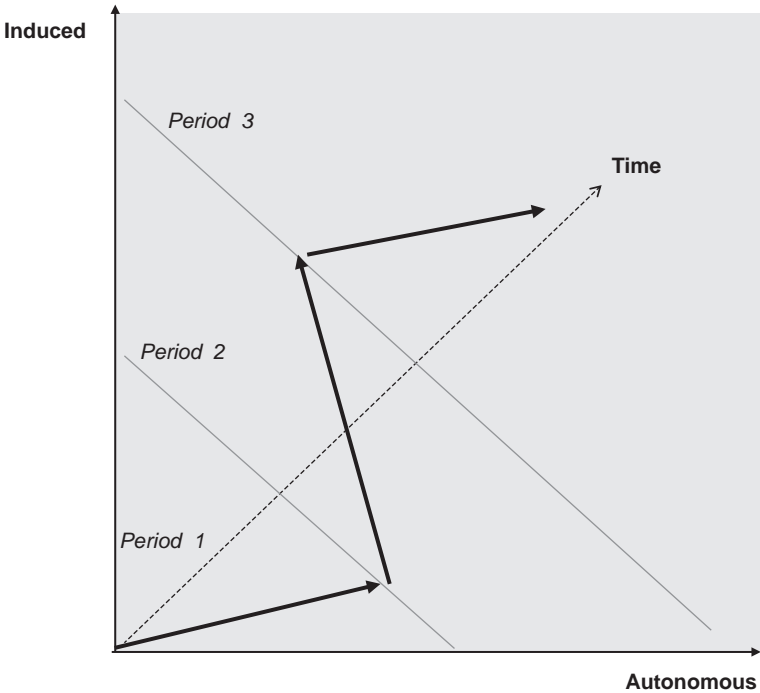 Induced
Period 3
Time
Period 2
Period 1
Autonomous